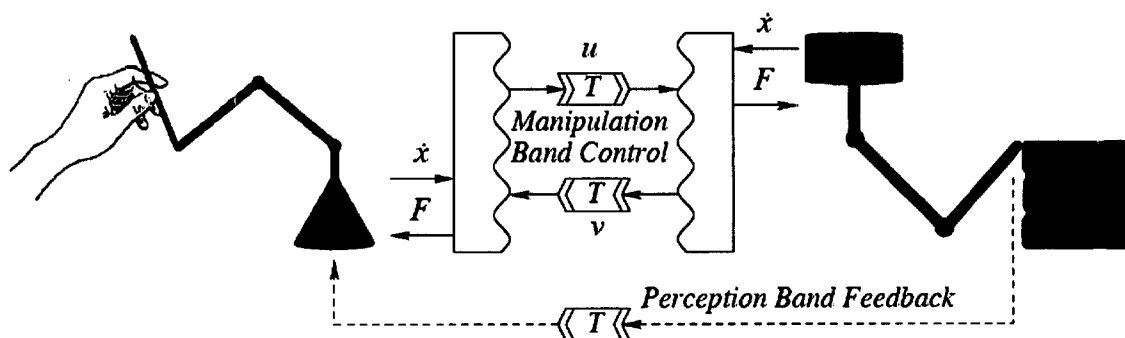 u
T
Manipulation
Band Control
T
v
ẋ
F
ẋ
F
Perception Band Feedback
T